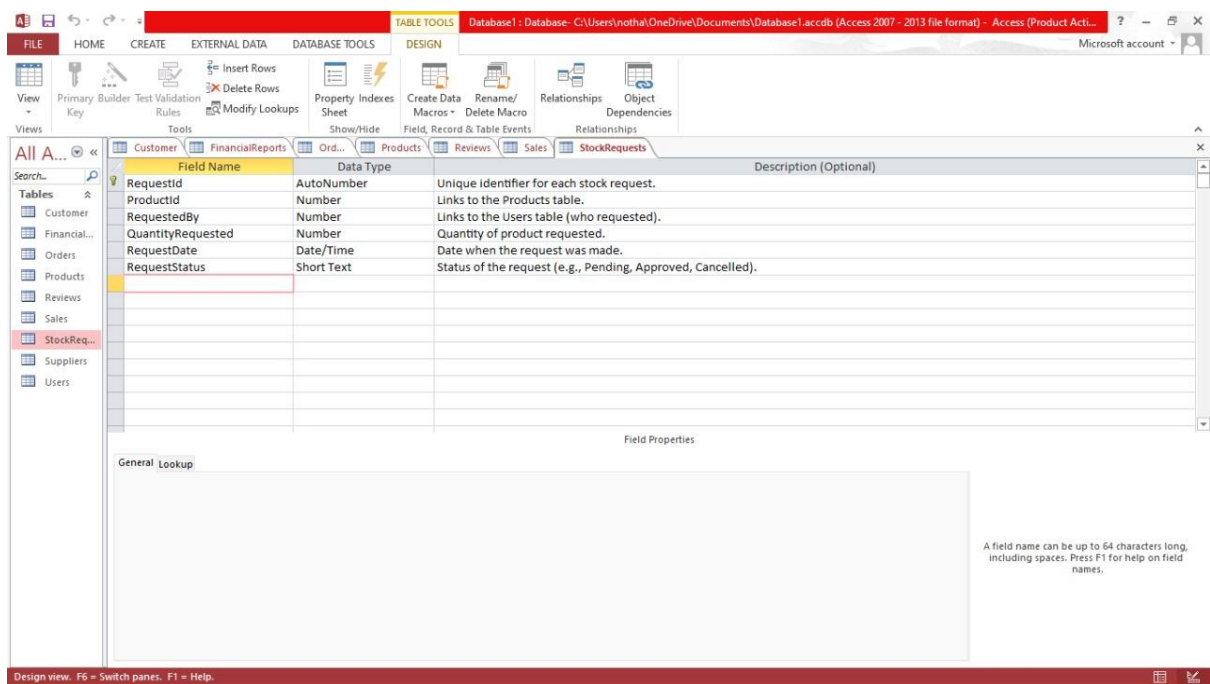 TABLE TOOLS Database1 : Database- C:\Users\notha\OneDrive\Documents\Database1.accdb (Access 2007 - 2013 file format) - Access (Product Acti...
FILE HOME CREATE EXTERNAL DATA DATABASE TOOLS DESIGN Microsoft account
View
Primary Key
Builder
Test Validation Rules
Insert Rows
Delete Rows
Modify Lookups
Property Sheet
Indexes
Create Data Macros
Rename/ Delete Macro
Relationships
Object Dependencies
Views Tools Show/Hide Field, Record & Table Events Relationships
All A...
Search...
Tables
Customer
Financial...
Orders
Products
Reviews
Sales
StockReq...
Suppliers
Users
Customer FinancialReports Ord... Products Reviews Sales StockRequests
Field Name Data Type Description (Optional)
RequestId AutoNumber Unique identifier for each stock request.
ProductId Number Links to the Products table.
RequestedBy Number Links to the Users table (who requested).
QuantityRequested Number Quantity of product requested.
RequestDate Date/Time Date when the request was made.
RequestStatus Short Text Status of the request (e.g., Pending, Approved, Cancelled).
Field Properties
General Lookup
A field name can be up to 64 characters long,
including spaces. Press F1 for help on field
names.
Design view. F6 = Switch panes. F1 = Help.